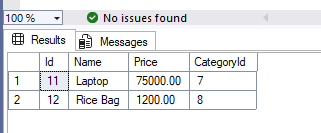 100 % No issues found
Results Messages
Id Name Price CategoryId
1 11 Laptop 75000.00 7
2 12 Rice Bag 1200.00 8